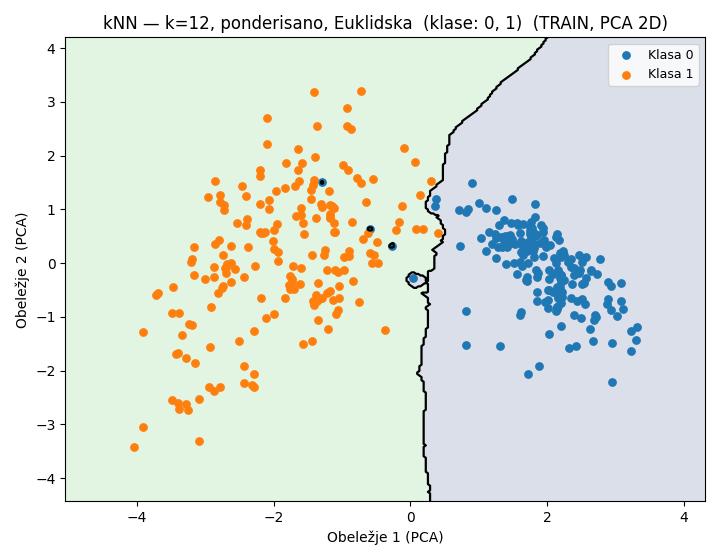 kNN — k=12, ponderisano, Euklidska  (klase: 0, 1)  (TRAIN, PCA 2D)
Klasa 0
Klasa 1
Obeležje 2 (PCA)
4
3
2
1
0
−1
−2
−3
−4
−4
−2
0
2
4
Obeležje 1 (PCA)